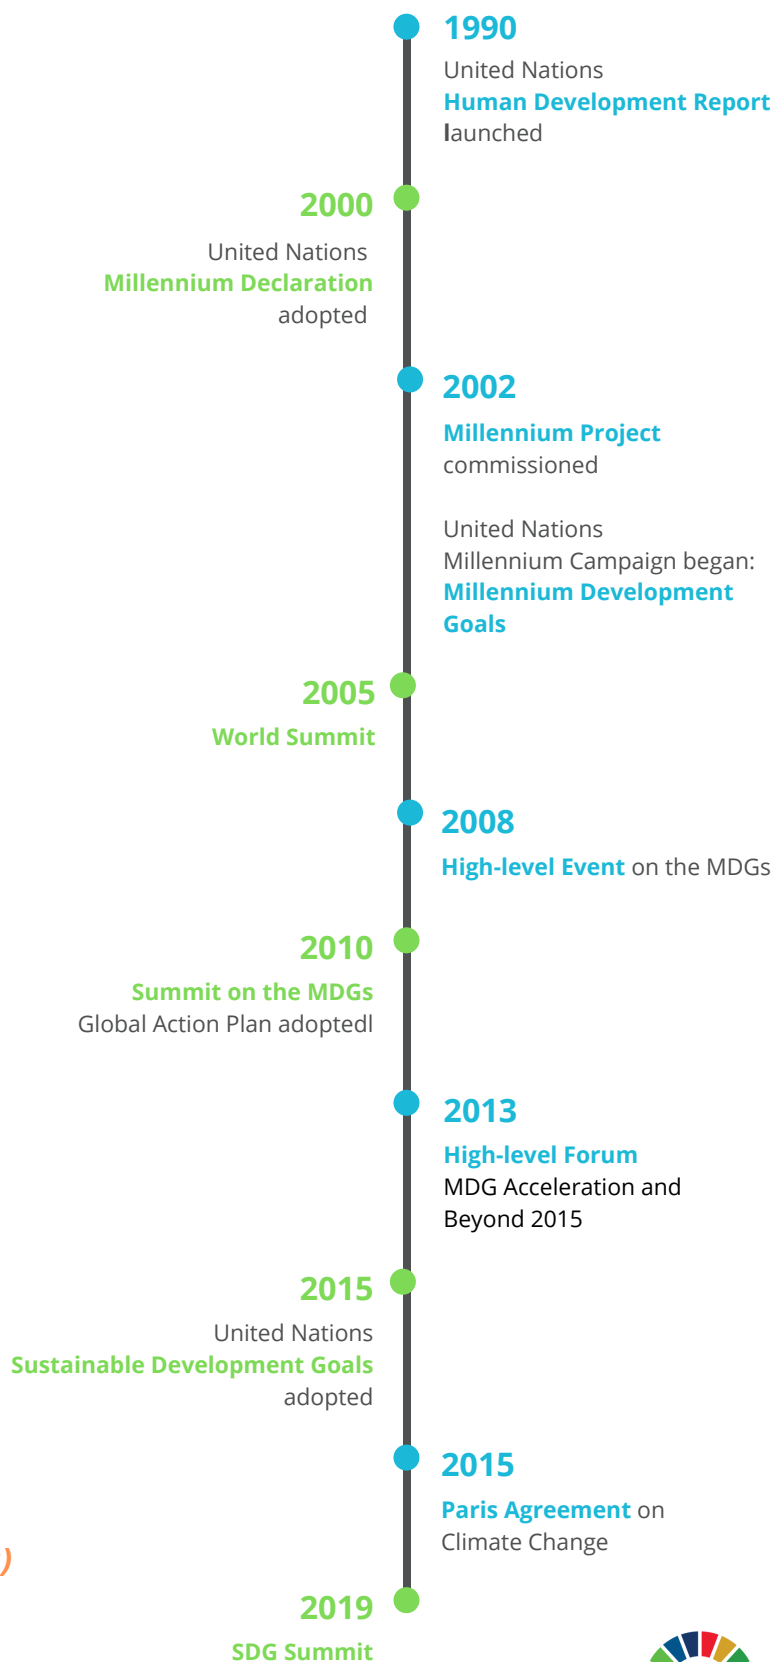 1990
United Nations
Human Development Report
launched
2000
United Nations
Millennium Declaration
adopted
2002
Millennium Project
commissioned
United Nations
Millennium Campaign began:
Millennium Development
Goals
2005
World Summit
2008
High-level Event on the MDGs
2010
Summit on the MDGs
Global Action Plan adoptedl
2013
High-level Forum
MDG Acceleration and
Beyond 2015
2015
United Nations
Sustainable Development Goals
adopted
2015
Paris Agreement on
Climate Change
)
2019
SDG Summit